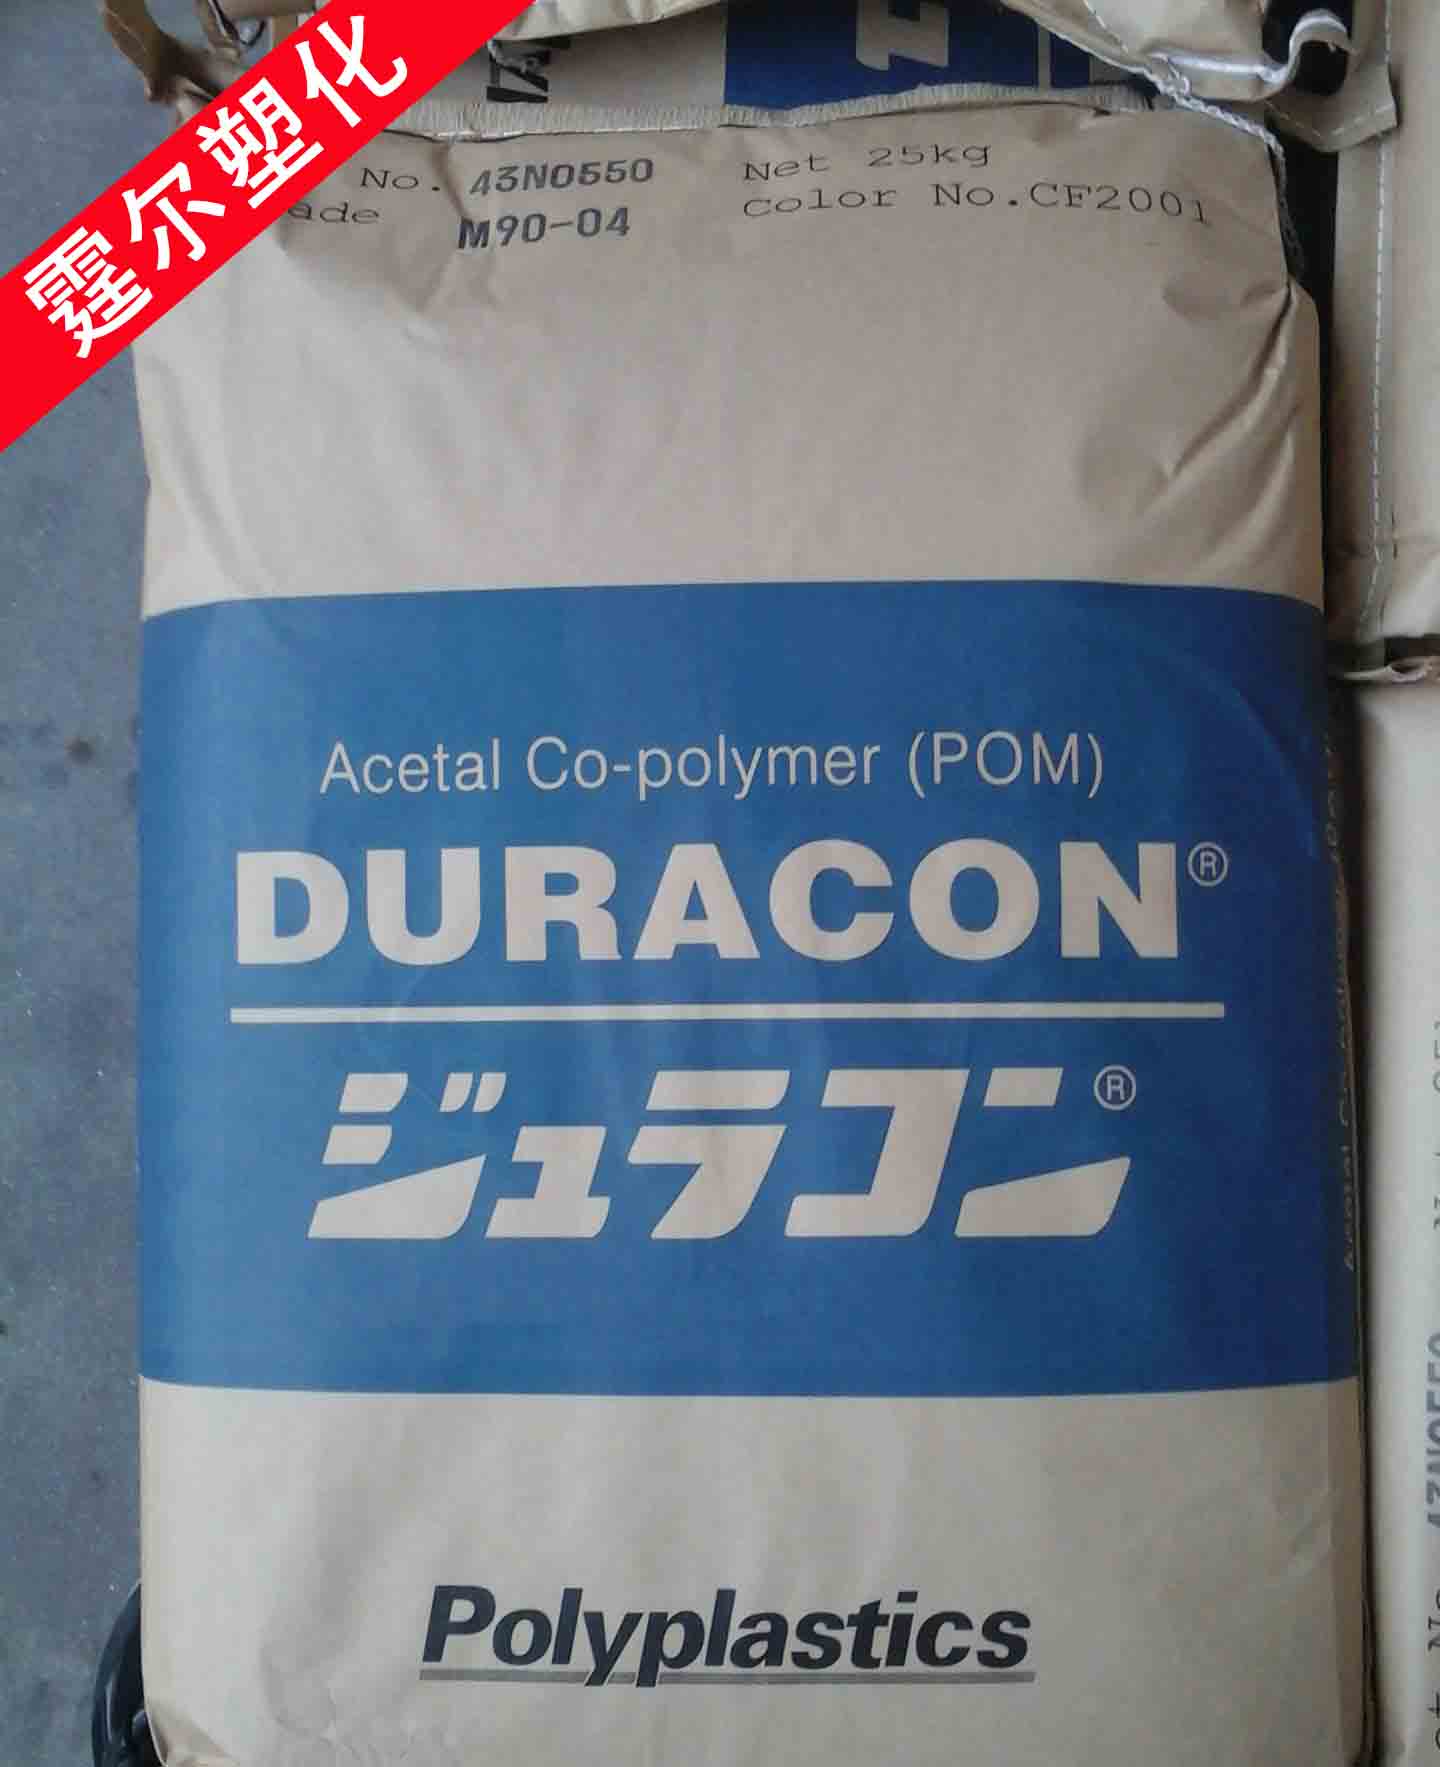 霆尔塑化
No. 43N0550 Net 25kg
ade M90-04 Color No.CF2001
Acetal Co-polymer (POM)
DURACON®
ジュラコン®
Polyplastics